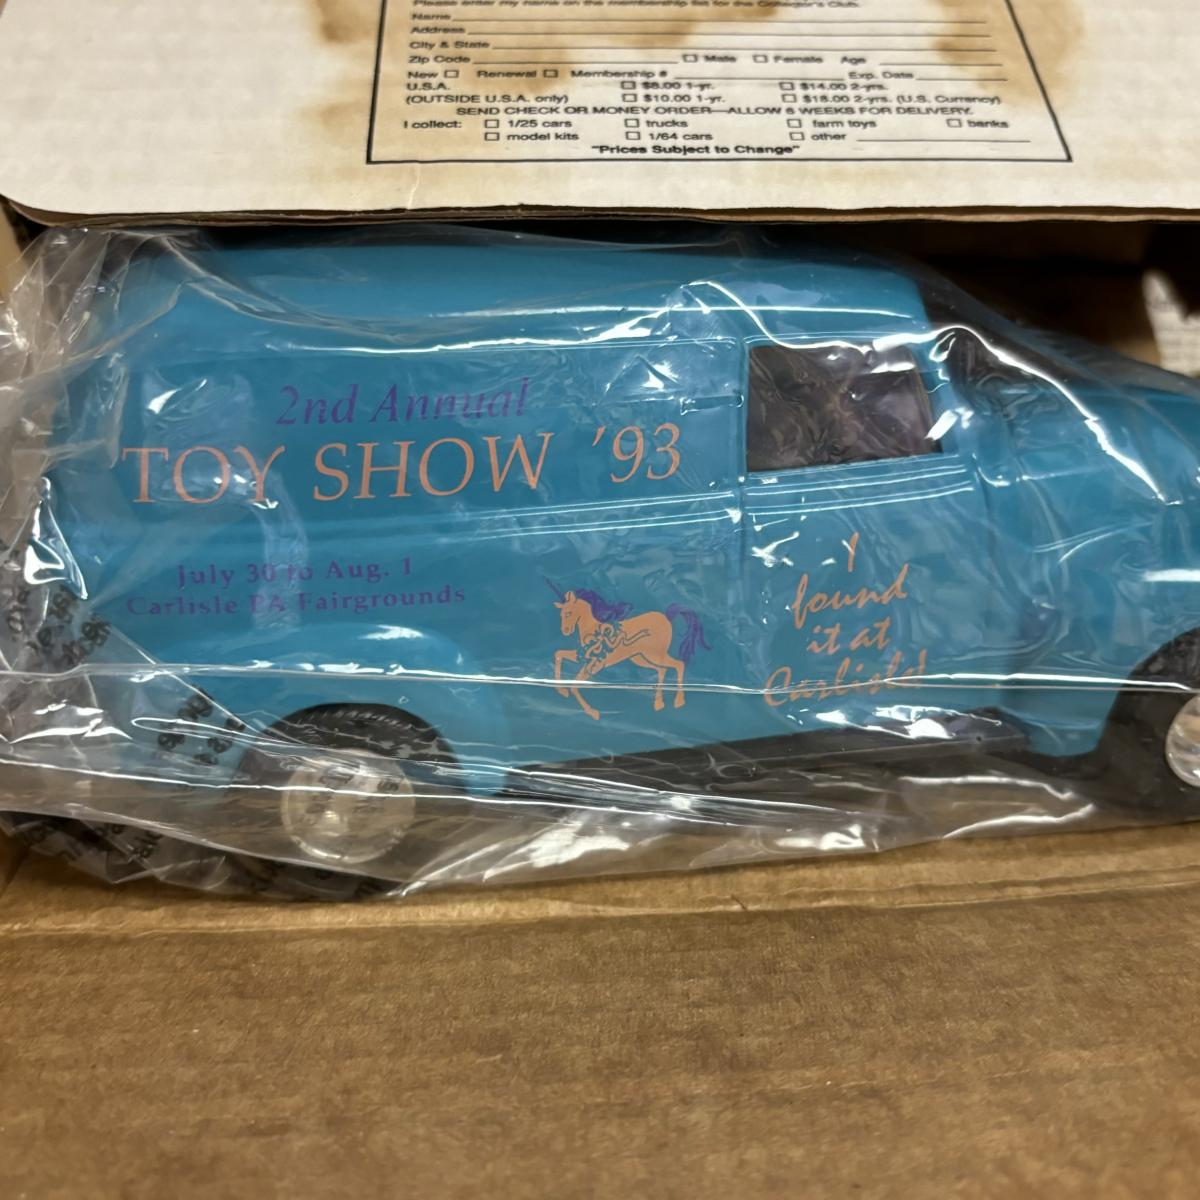 Please enter my name on the membership list for the Collector's Club.
Name
Address
City & State
Zip Code ☐ Male ☐ Female Age
New ☐ Renewal ☐ Membership # Exp. Date
U.S.A. ☐ $8.00 1-yr. ☐ $14.00 2-yrs.
(OUTSIDE U.S.A. only) ☐ $10.00 1-yr. ☐ $18.00 2-yrs. (U.S. Currency)
SEND CHECK OR MONEY ORDER—ALLOW 6 WEEKS FOR DELIVERY.
I collect: ☐ 1/25 cars ☐ trucks ☐ farm toys ☐ banks
☐ model kits ☐ 1/64 cars ☐ other
"Prices Subject to Change"
2nd Annual
TOY SHOW '93
July 30 to Aug. 1
Carlisle PA Fairgrounds
I
found
it at
Carlisle!